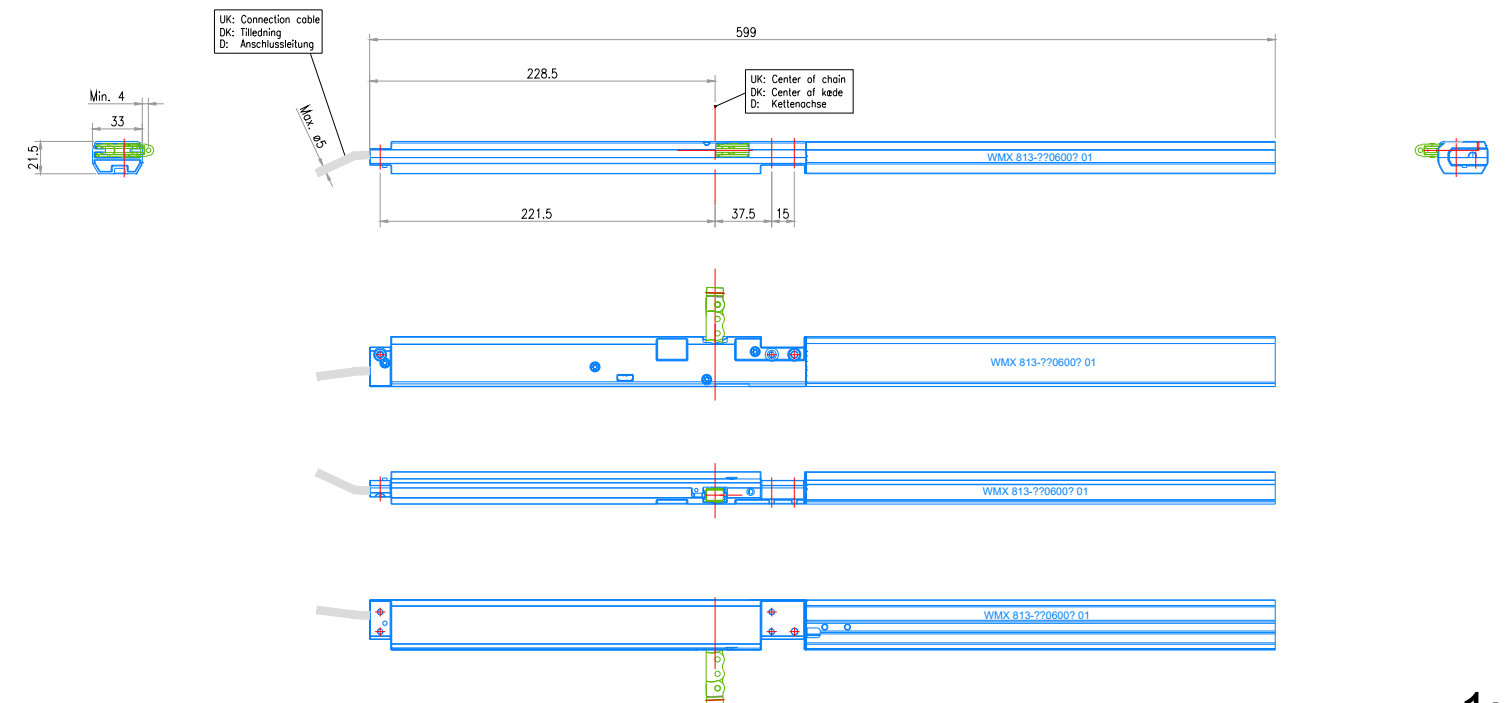 UK: Connection cable
DK: Tilledning
D: Anschlussleitung
599
228.5
UK: Center of chain
DK: Center af kæde
D: Kettenachse
Min. 4
33
21.5
Max. ø5
WMX 813-??0600? 01
221.5
37.5
15
WMX 813-??0600? 01
WMX 813-??0600? 01
WMX 813-??0600? 01